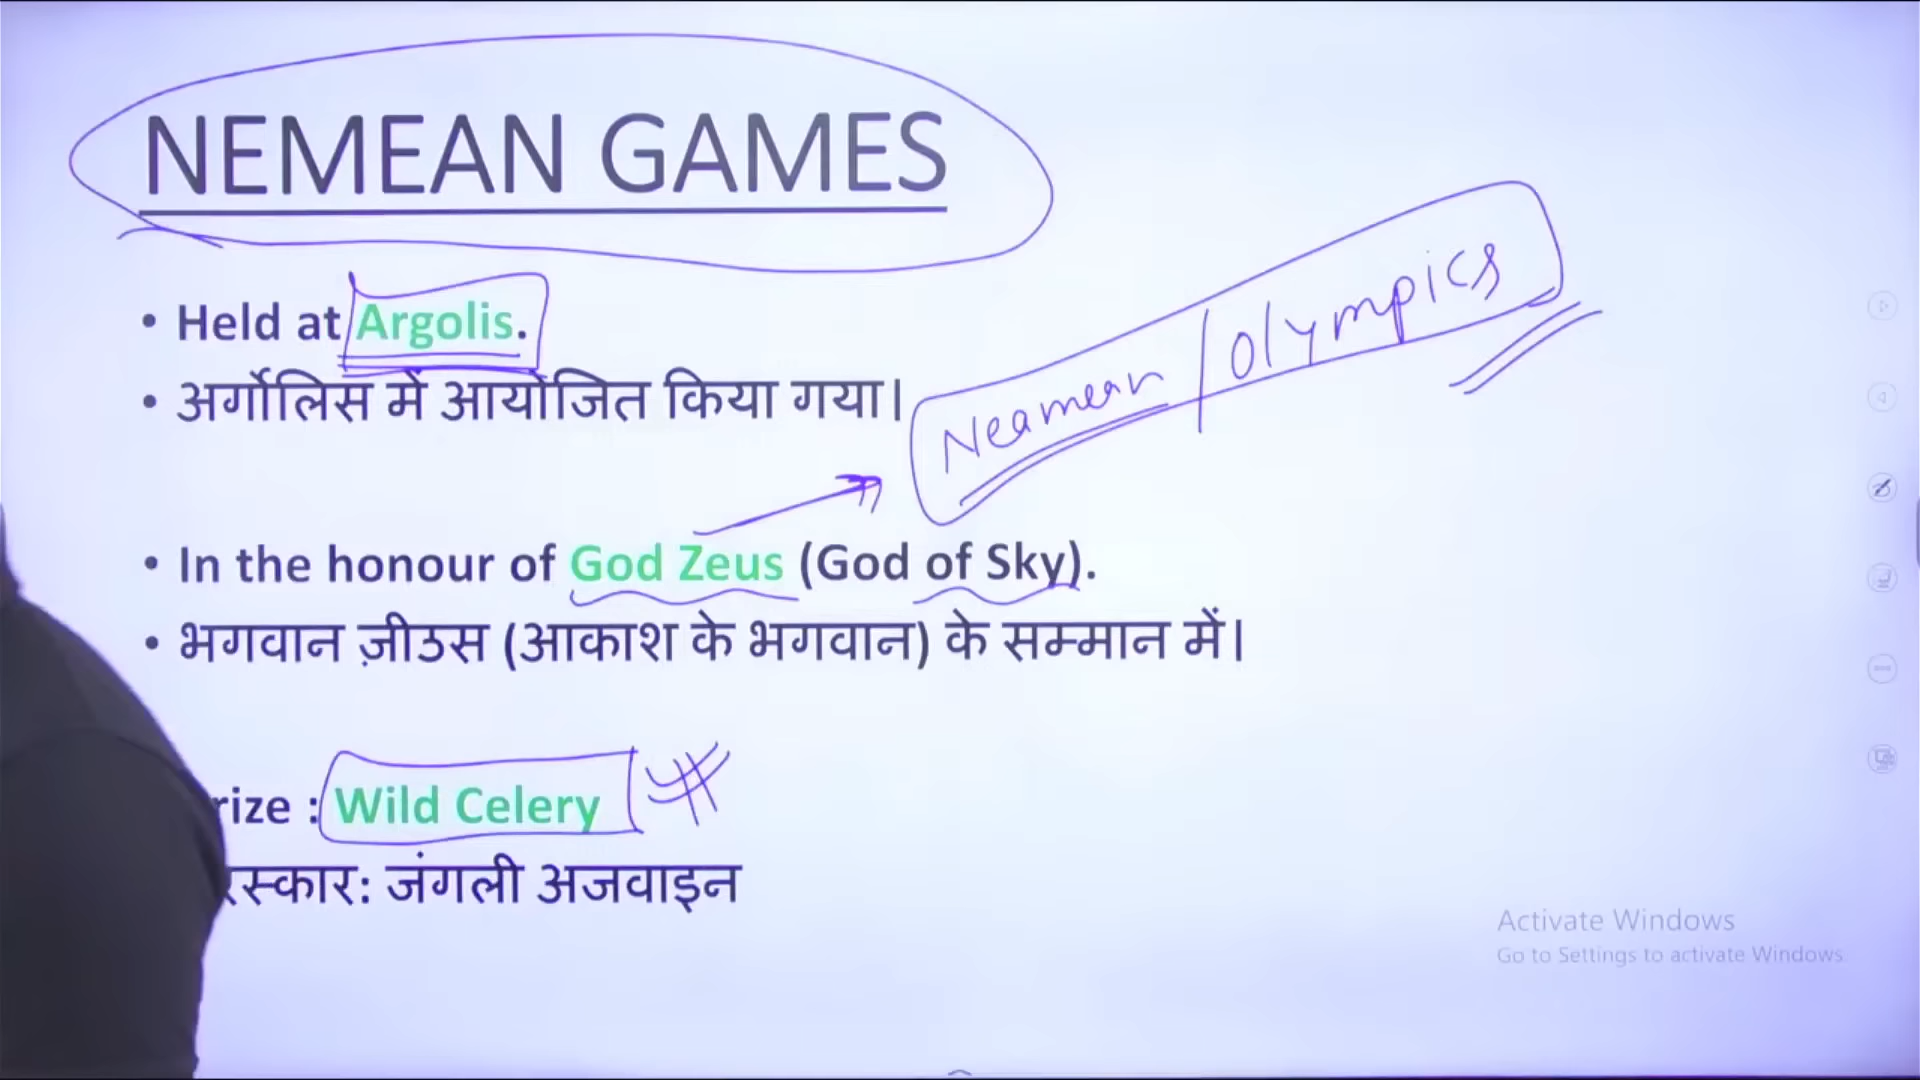 NEMEAN GAMES
• Held at Argolis.
• अर्गोलिस में आयोजित किया गया।
Neamean / Olympics
• In the honour of God Zeus (God of Sky).
• भगवान ज़ीउस (आकाश के भगवान) के सम्मान में।
rize : Wild Celery
रस्कार: जंगली अजवाइन
Activate Windows
Go to Settings to activate Windows